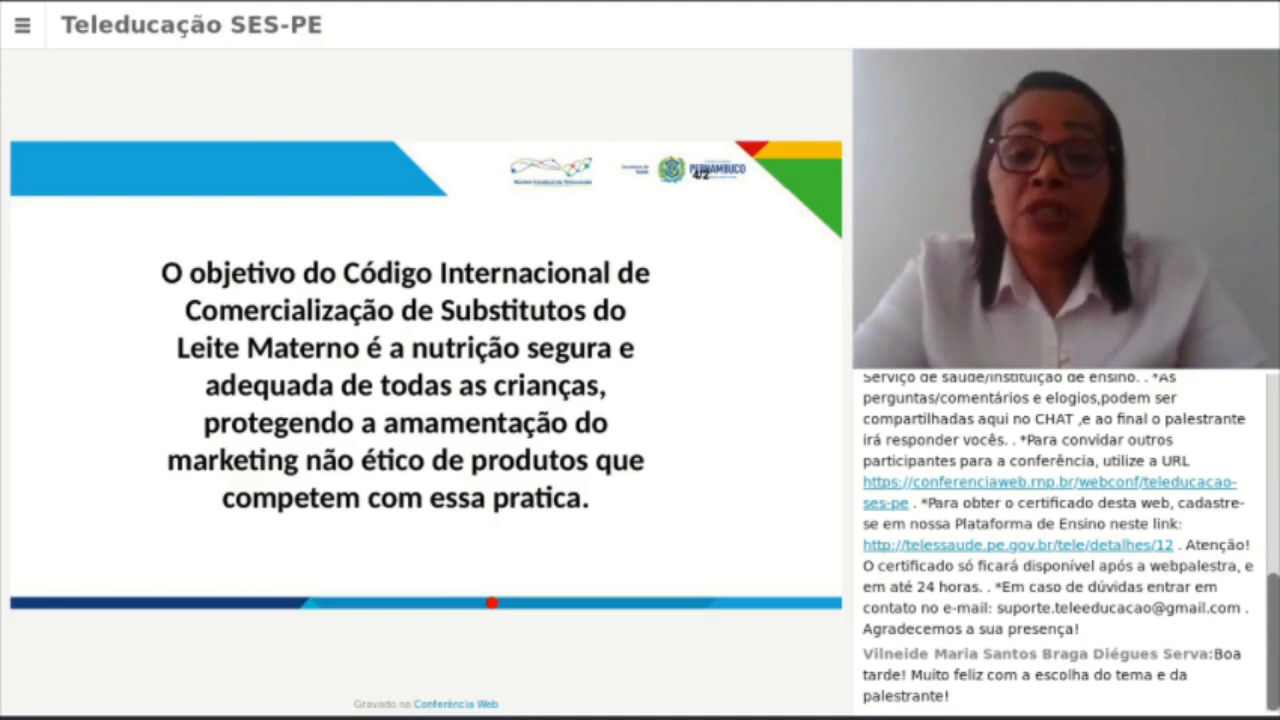 Teleducação SES-PE
Secretaria de
Saúde
PERNAMBUCO
4/2
O objetivo do Código Internacional de
Comercialização de Substitutos do
Leite Materno é a nutrição segura e
adequada de todas as crianças,
protegendo a amamentação do
marketing não ético de produtos que
competem com essa pratica.
Gravado no Conferência Web
Serviço de saúde/instituição de ensino. . *As
perguntas/comentários e elogios,podem ser
compartilhadas aqui no CHAT ,e ao final o palestrante
irá responder vocês. . *Para convidar outros
participantes para a conferência, utilize a URL
https://conferenciaweb.rnp.br/webconf/teleducacao-
ses-pe . *Para obter o certificado desta web, cadastre-
se em nossa Plataforma de Ensino neste link:
http://telessaude.pe.gov.br/tele/detalhes/12 . Atenção!
O certificado só ficará disponível após a webpalestra, e
em até 24 horas. . *Em caso de dúvidas entrar em
contato no e-mail: suporte.teleeducacao@gmail.com .
Agradecemos a sua presença!
Vilneide Maria Santos Braga Diégues Serva:Boa
tarde! Muito feliz com a escolha do tema e da
palestrante!